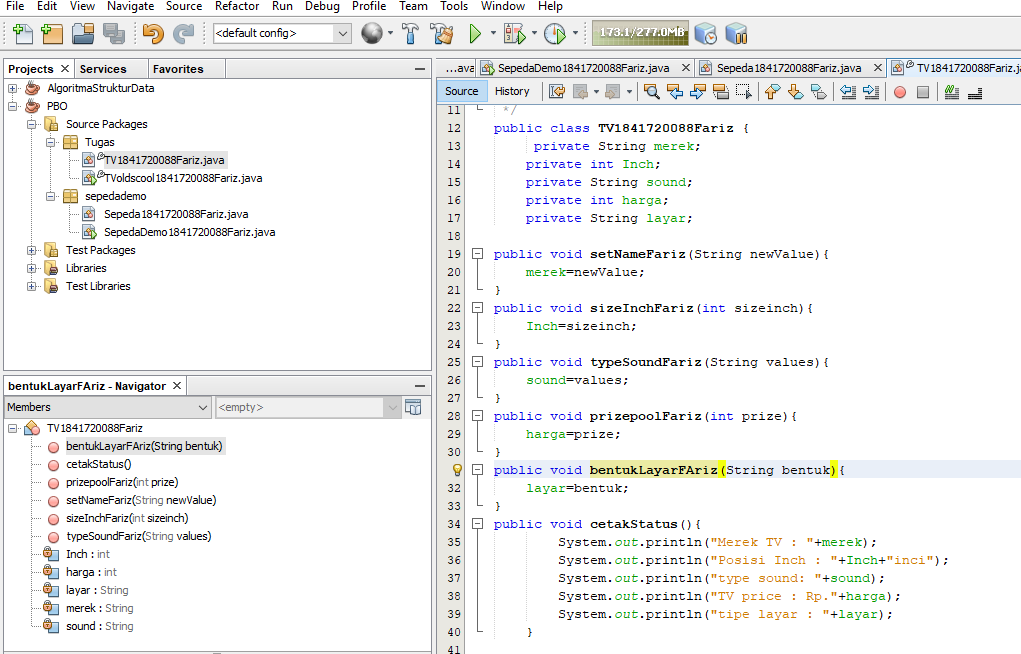 File Edit View Navigate Source Refactor Run Debug Profile Team Tools Window Help
<default config>
173.1/277.0MB
Projects Services Favorites
AlgoritmaStrukturData
PBO
Source Packages
Tugas
TV1841720088Fariz.java
TVoldscool1841720088Fariz.java
sepedademo
Sepeda1841720088Fariz.java
SepedaDemo1841720088Fariz.java
Test Packages
Libraries
Test Libraries
bentukLayarFAriz - Navigator
Members <empty>
TV1841720088Fariz
bentukLayarFAriz(String bentuk)
cetakStatus()
prizepoolFariz(int prize)
setNameFariz(String newValue)
sizeInchFariz(int sizeinch)
typeSoundFariz(String values)
Inch : int
harga : int
layar : String
merek : String
sound : String
...ava SepedaDemo1841720088Fariz.java Sepeda1841720088Fariz.java TV1841720088Fariz.ja
Source History
11 */
12 public class TV1841720088Fariz {
13 private String merek;
14 private int Inch;
15 private String sound;
16 private int harga;
17 private String layar;
18
19 public void setNameFariz(String newValue){
20 merek=newValue;
21 }
22 public void sizeInchFariz(int sizeinch){
23 Inch=sizeinch;
24 }
25 public void typeSoundFariz(String values){
26 sound=values;
27 }
28 public void prizepoolFariz(int prize){
29 harga=prize;
30 }
public void bentukLayarFAriz(String bentuk){
32 layar=bentuk;
33 }
34 public void cetakStatus(){
35 System.out.println("Merek TV : "+merek);
36 System.out.println("Posisi Inch : "+Inch+"inci");
37 System.out.println("type sound: "+sound);
38 System.out.println("TV price : Rp."+harga);
39 System.out.println("tipe layar : "+layar);
40 }
41